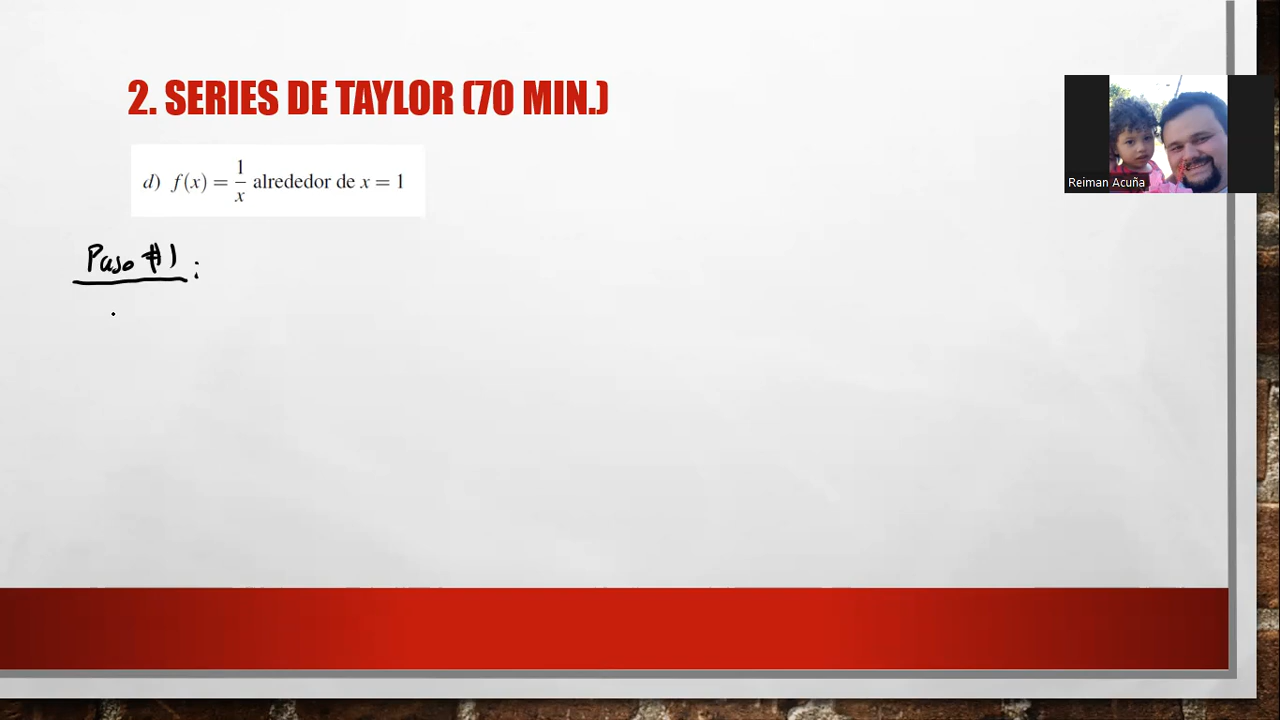 2. SERIES DE TAYLOR (70 MIN.)
d) f(x) = 1/x alrededor de x = 1
Paso #1:
Reiman Acuña